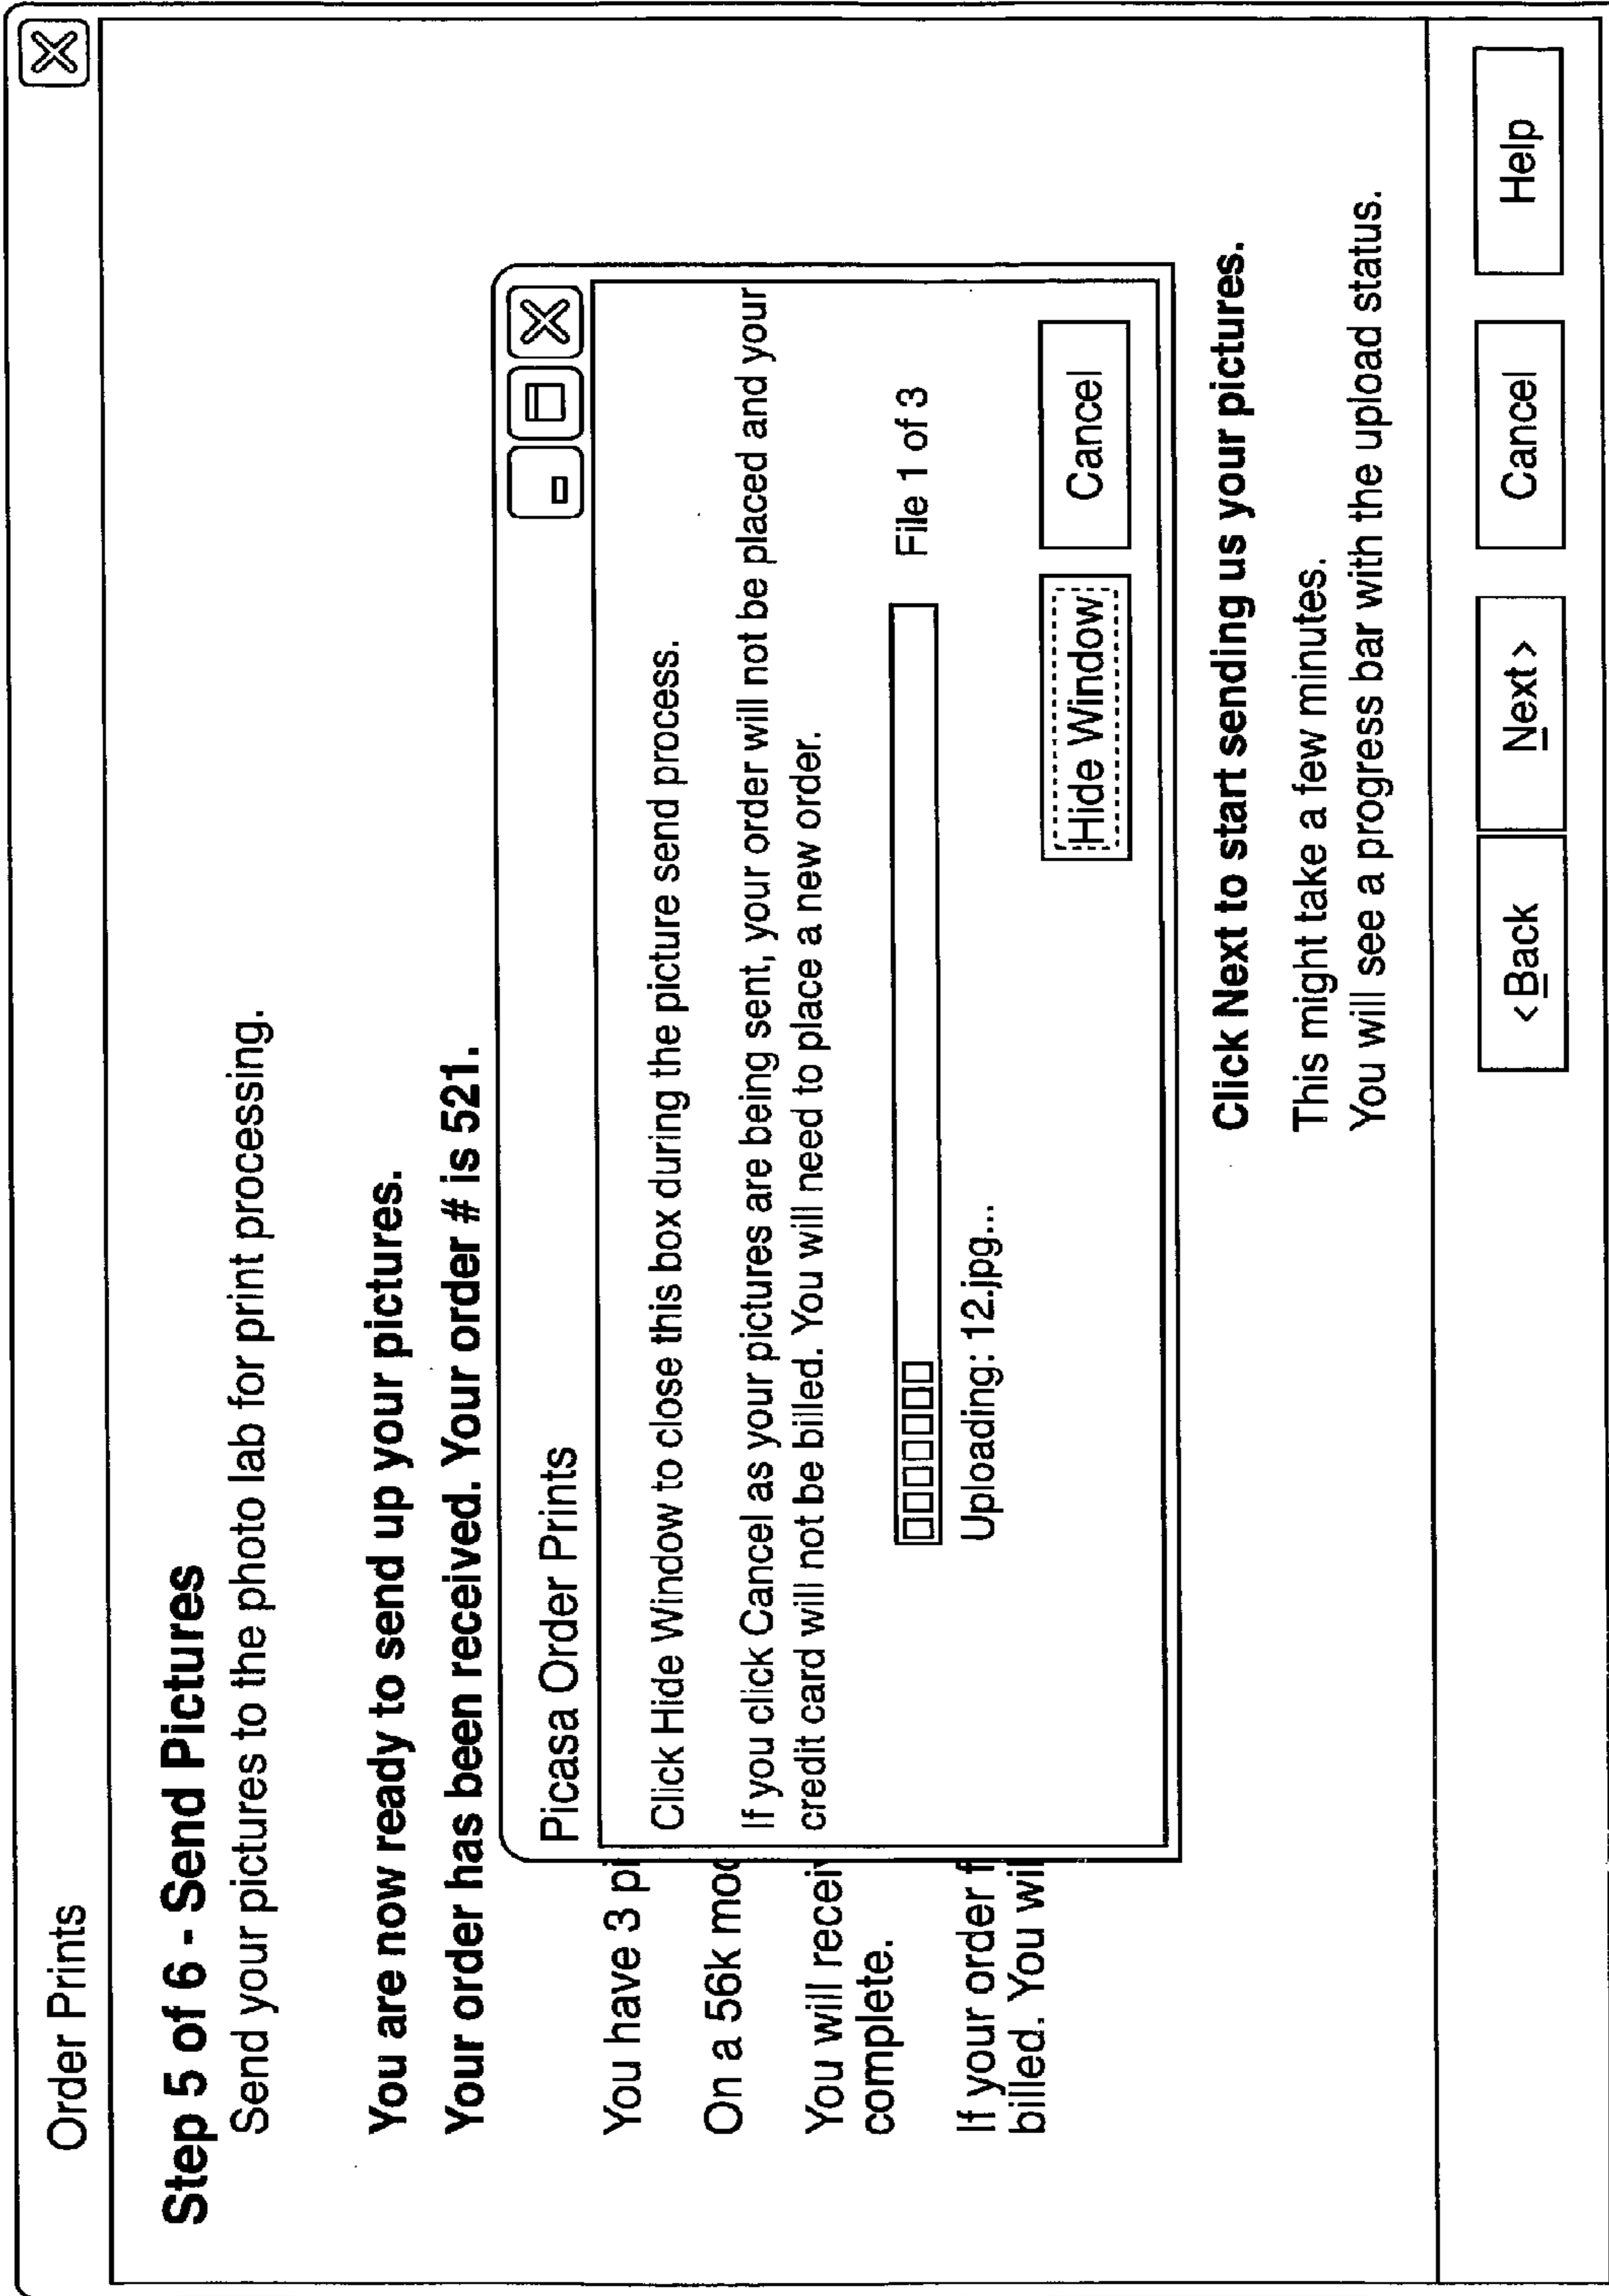 Order Prints
Step 5 of 6 - Send Pictures
Send your pictures to the photo lab for print processing.
You are now ready to send up your pictures.
Your order has been received. Your order # is 521.
You have 3
On a 56k
You will
complete.
If your order
billed. You
Picasa Order Prints
Click Hide Window to close this box during the picture send process.
If you click Cancel as your pictures are being sent, your order will not be placed and your
credit card will not be billed. You will need to place a new order.
File 1 of 3
Uploading: 12.jpg...
Hide Window
Cancel
Click Next to start sending us your pictures.
This might take a few minutes.
You will see a progress bar with the upload status.
< Back
Next >
Cancel
Help